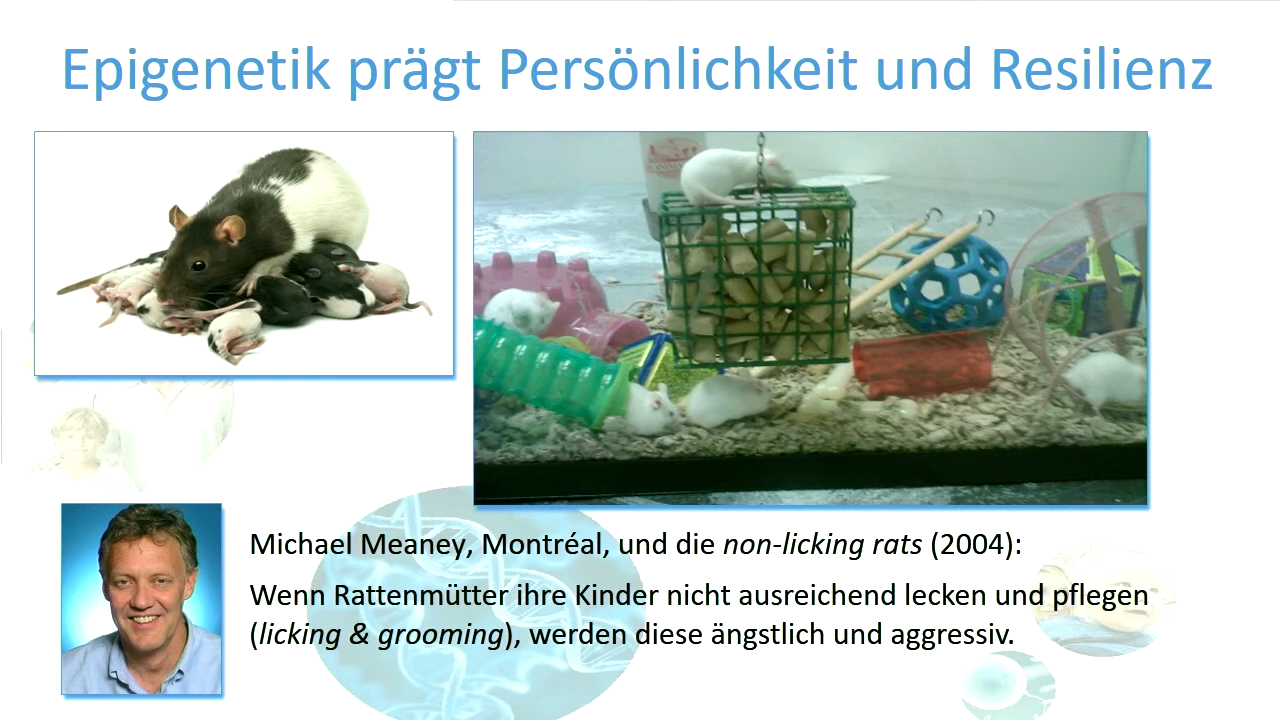 Epigenetik prägt Persönlichkeit und Resilienz
Michael Meaney, Montréal, und die non-licking rats (2004):
Wenn Rattenmütter ihre Kinder nicht ausreichend lecken und pflegen
(licking & grooming), werden diese ängstlich und aggressiv.